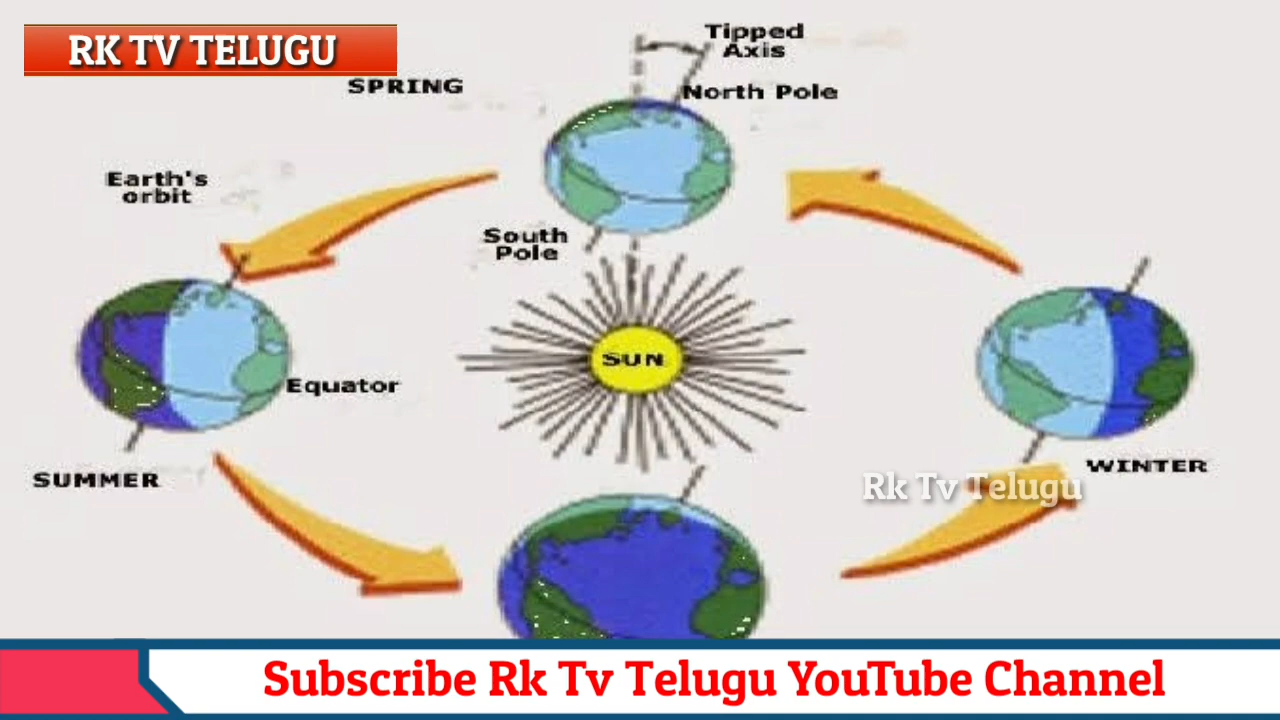 RK TV TELUGU
Tipped
Axis
SPRING
North Pole
Earth's
orbit
South
Pole
SUN
Equator
SUMMER
WINTER
Rk Tv Telugu
Subscribe Rk Tv Telugu YouTube Channel